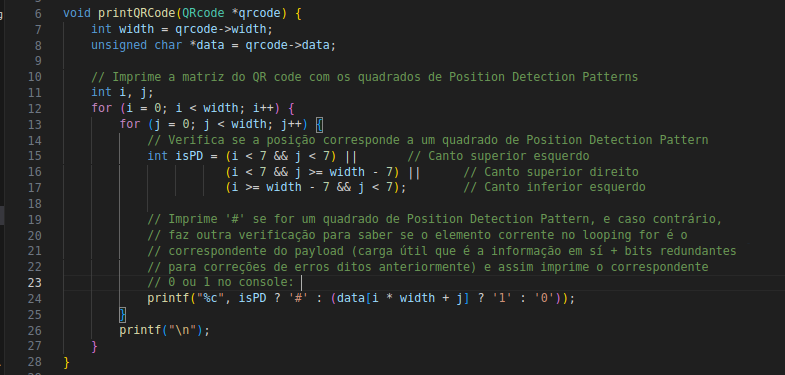 6 void printQRCode(QRcode *qrcode) {
7 int width = qrcode->width;
8 unsigned char *data = qrcode->data;
9
10 // Imprime a matriz do QR code com os quadrados de Position Detection Patterns
11 int i, j;
12 for (i = 0; i < width; i++) {
13 for (j = 0; j < width; j++) {
14 // Verifica se a posição corresponde a um quadrado de Position Detection Pattern
15 int isPD = (i < 7 && j < 7) || // Canto superior esquerdo
16 (i < 7 && j >= width - 7) || // Canto superior direito
17 (i >= width - 7 && j < 7); // Canto inferior esquerdo
18
19 // Imprime '#' se for um quadrado de Position Detection Pattern, e caso contrário,
20 // faz outra verificação para saber se o elemento corrente no looping for é o
21 // correspondente do payload (carga útil que é a informação em sí + bits redundantes
22 // para correções de erros ditos anteriormente) e assim imprime o correspondente
23 // 0 ou 1 no console:
24 printf("%c", isPD ? '#' : (data[i * width + j] ? '1' : '0'));
25 }
26 printf("\n");
27 }
28 }